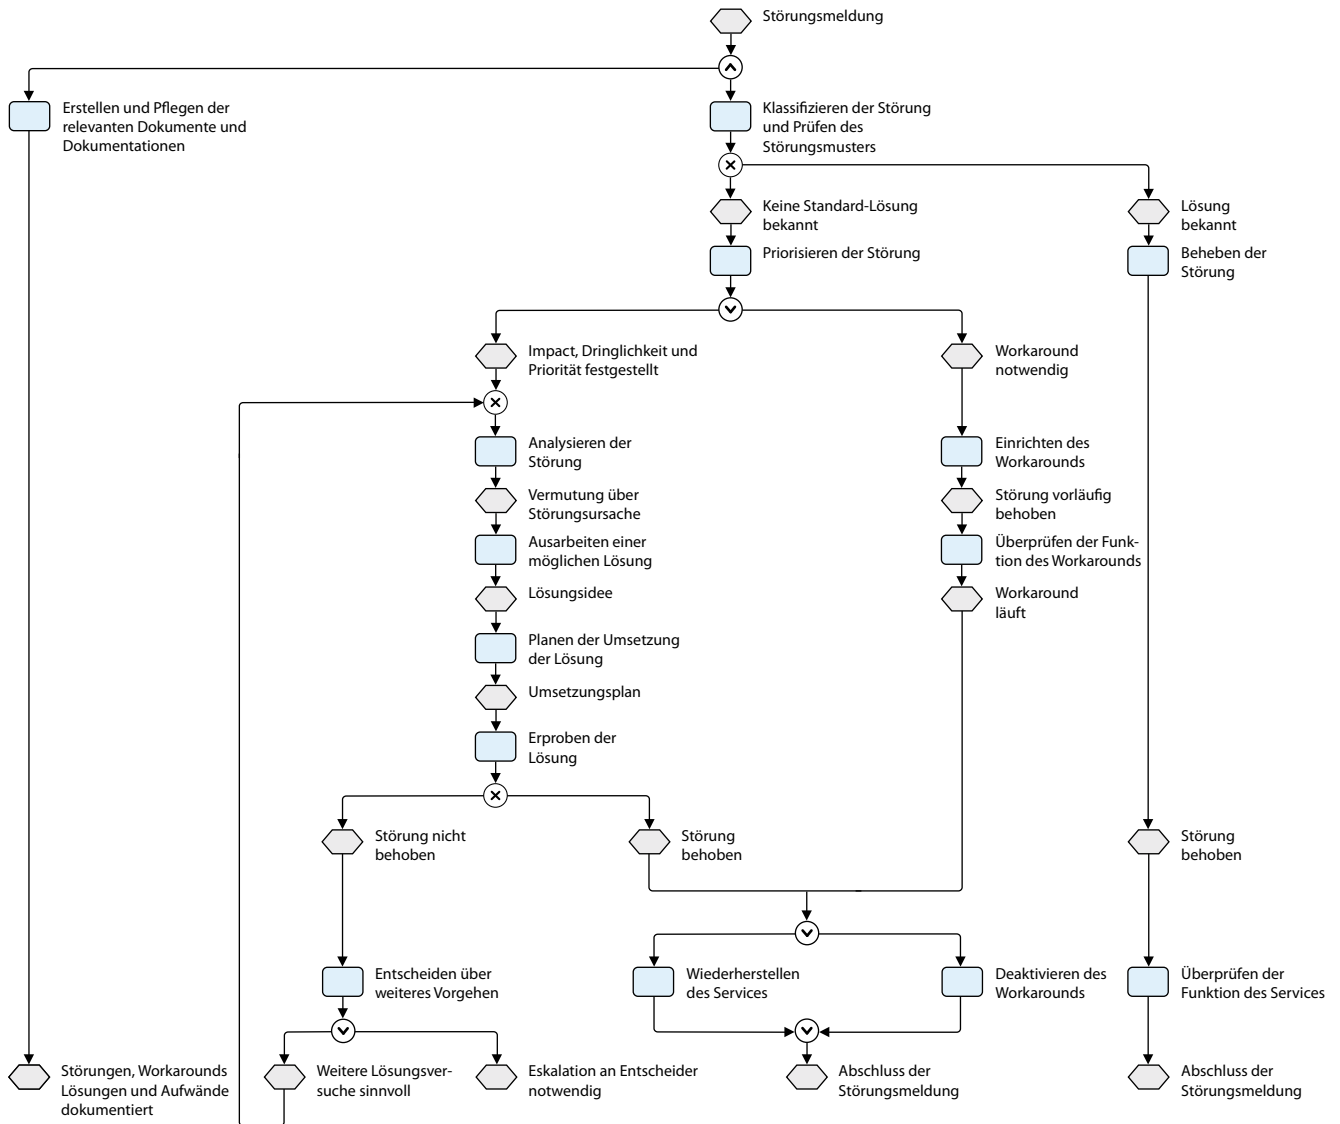 Störungsmeldung
Erstellen und Pflegen der
relevanten Dokumente und
Dokumentationen
Klassifizieren der Störung
und Prüfen des
Störungsmusters
Keine Standard-Lösung
bekannt
Lösung
bekannt
Priorisieren der Störung
Beheben der
Störung
Impact, Dringlichkeit und
Priorität festgestellt
Workaround
notwendig
Analysieren der
Störung
Einrichten des
Workarounds
Vermutung über
Störungsursache
Störung vorläufig
behoben
Ausarbeiten einer
möglichen Lösung
Überprüfen der Funk-
tion des Workarounds
Lösungsidee
Workaround
läuft
Planen der Umsetzung
der Lösung
Umsetzungsplan
Erproben der
Lösung
Störung nicht
behoben
Störung
behoben
Störung
behoben
Entscheiden über
weiteres Vorgehen
Wiederherstellen
des Services
Deaktivieren des
Workarounds
Überprüfen der
Funktion des Services
Störungen, Workarounds
Lösungen und Aufwände
dokumentiert
Weitere Lösungsver-
suche sinnvoll
Eskalation an Entscheider
notwendig
Abschluss der
Störungsmeldung
Abschluss der
Störungsmeldung